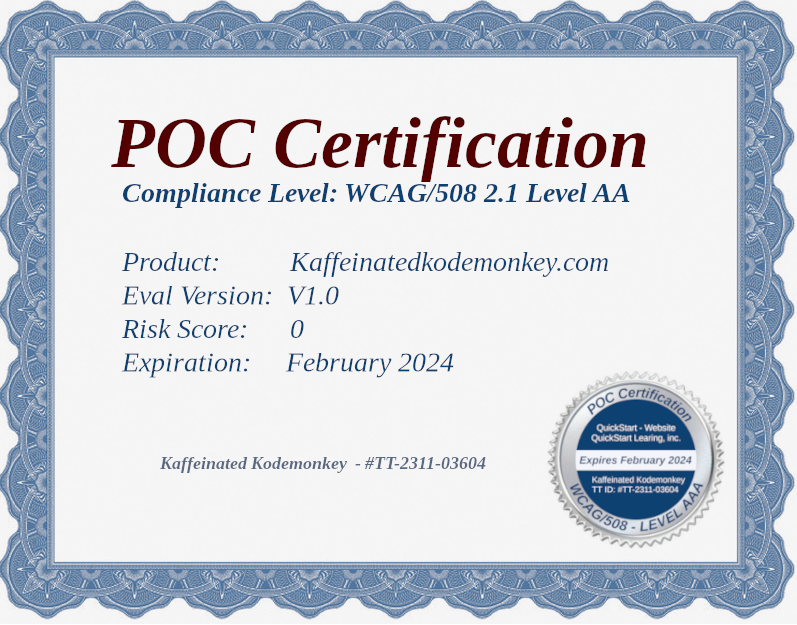 POC Certification
Compliance Level: WCAG/508 2.1 Level AA
Product: Kaffeinatedkodemonkey.com
Eval Version: V1.0
Risk Score: 0
Expiration: February 2024
Kaffeinated Kodemonkey - #TT-2311-03604
POC Certification
QuickStart - Website
QuickStart Learing, inc.
Expires February 2024
Kaffeinated Kodemonkey
TT ID: #TT-2311-03604
WCAG/508 - LEVEL AAA